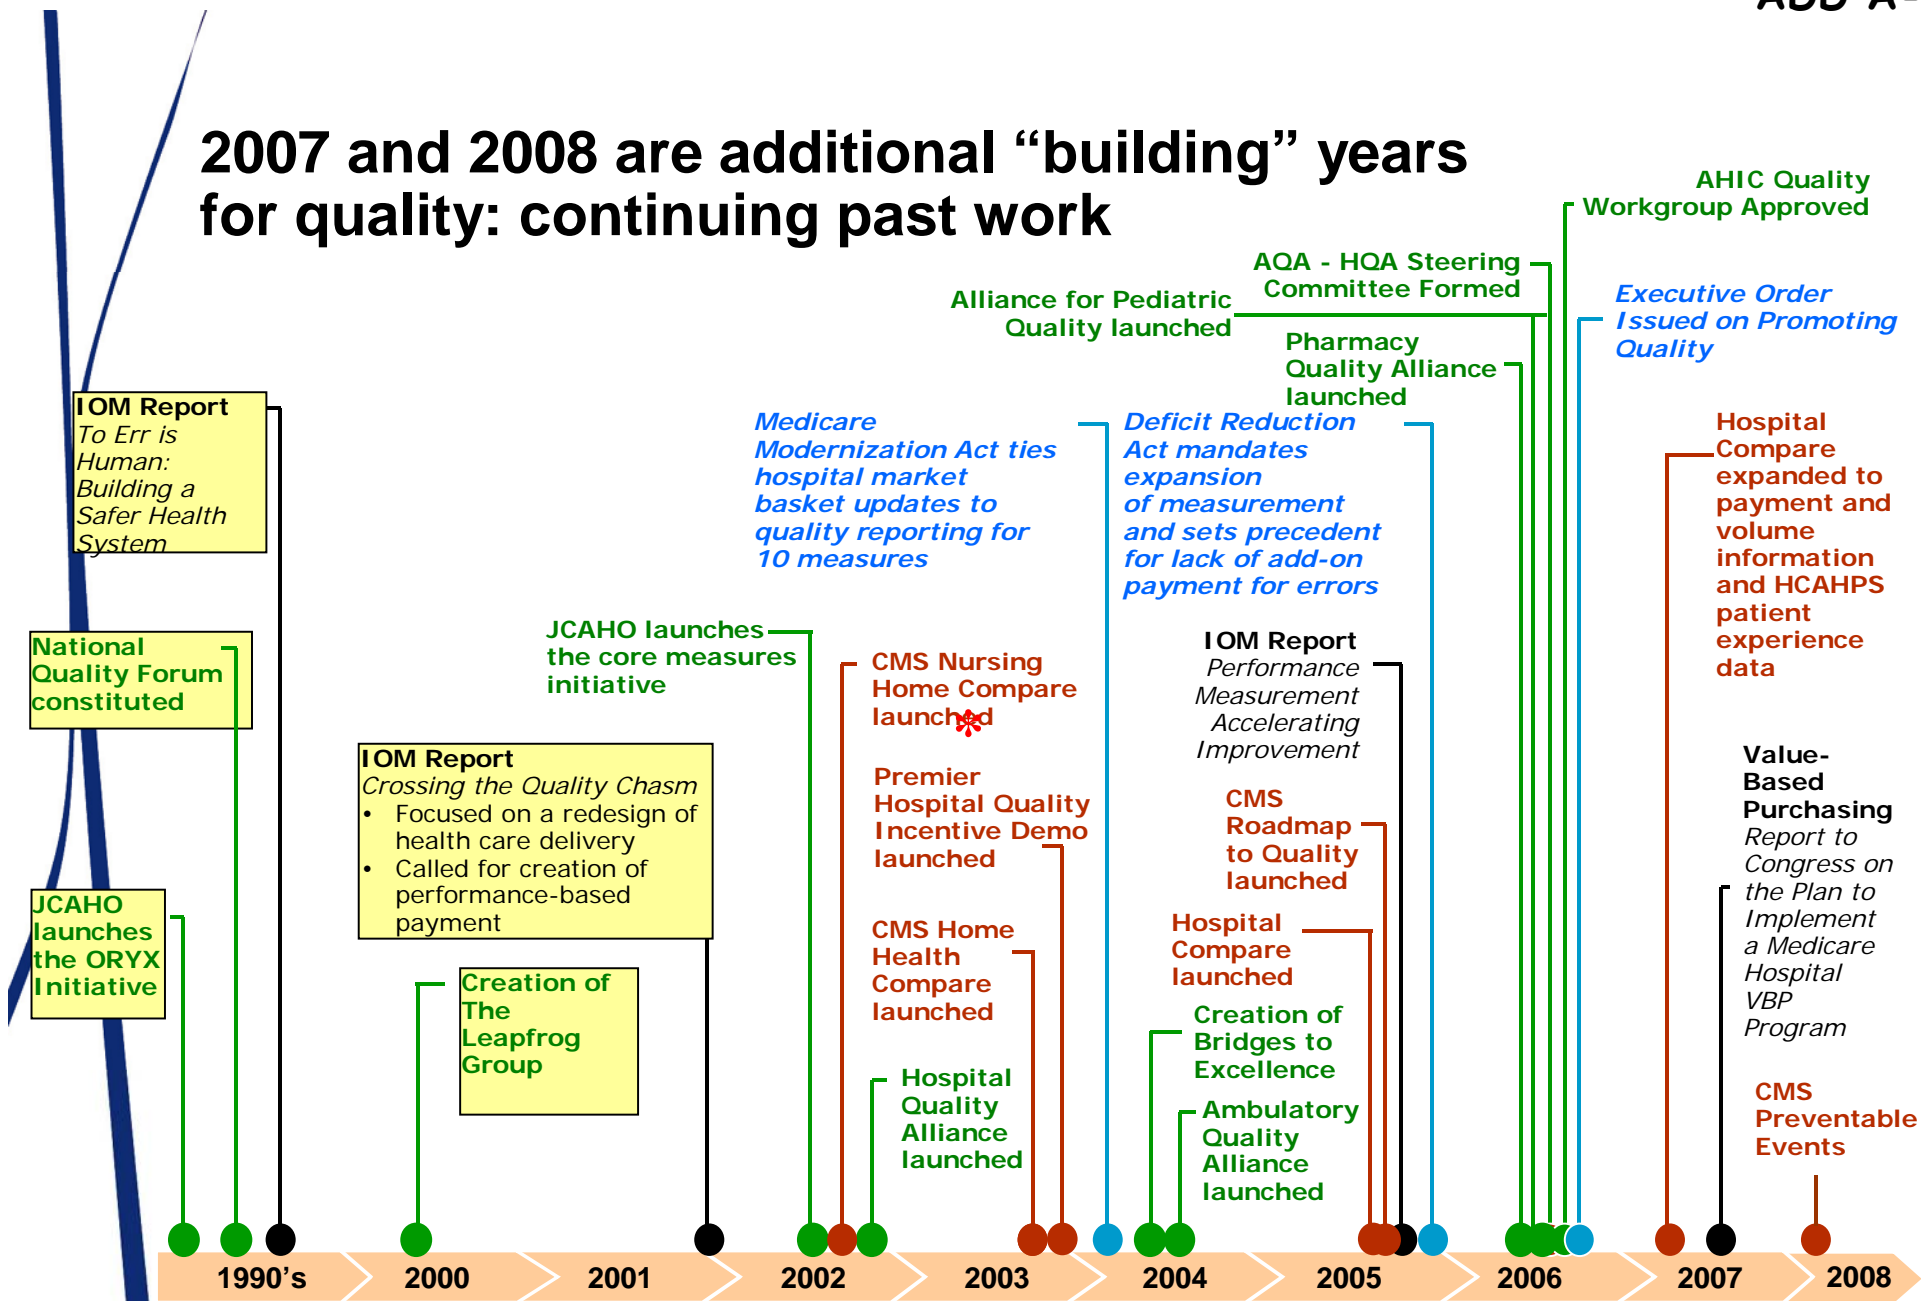 ADD A-
2007 and 2008 are additional “building” years
for quality: continuing past work
AHIC Quality
Workgroup Approved
AQA - HQA Steering
Committee Formed
Alliance for Pediatric
Quality launched
Executive Order
Issued on Promoting
Quality
Pharmacy
Quality Alliance
launched
IOM Report
To Err is
Human:
Building a
Safer Health
System
Medicare
Modernization Act ties
hospital market
basket updates to
quality reporting for
10 measures
Deficit Reduction
Act mandates
expansion
of measurement
and sets precedent
for lack of add-on
payment for errors
Hospital
Compare
expanded to
payment and
volume
information
and HCAHPS
patient
experience
data
National
Quality Forum
constituted
JCAHO launches
the core measures
initiative
CMS Nursing
Home Compare
launched
*
IOM Report
Performance
Measurement
Accelerating
Improvement
IOM Report
Crossing the Quality Chasm
• Focused on a redesign of
health care delivery
• Called for creation of
performance-based
payment
Premier
Hospital Quality
Incentive Demo
launched
CMS
Roadmap
to Quality
launched
Value-
Based
Purchasing
Report to
Congress on
the Plan to
Implement
a Medicare
Hospital
VBP
Program
JCAHO
launches
the ORYX
Initiative
CMS Home
Health
Compare
launched
Hospital
Compare
launched
Creation of
The
Leapfrog
Group
Creation of
Bridges to
Excellence
Hospital
Quality
Alliance
launched
Ambulatory
Quality
Alliance
launched
CMS
Preventable
Events
1990’s
2000
2001
2002
2003
2004
2005
2006
2007
2008